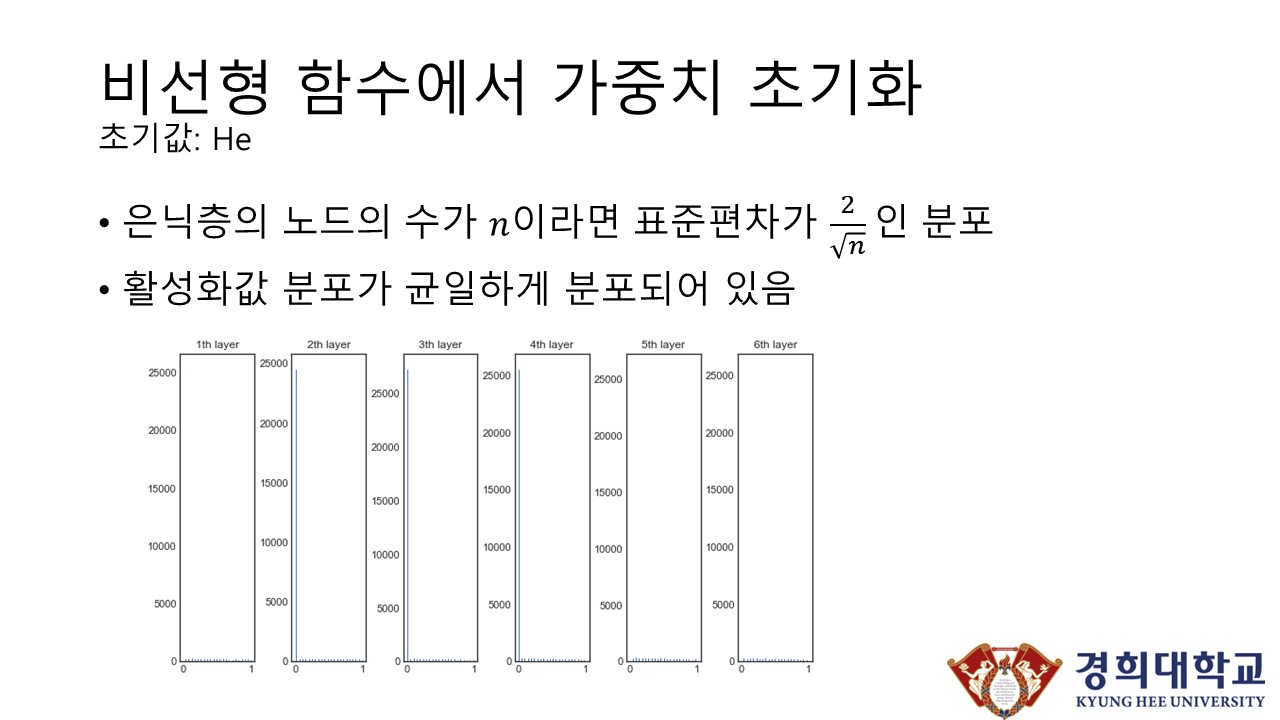 비선형 함수에서 가중치 초기화
초기값: He
• 은닉층의 노드의 수가 𝑛이라면 표준편차가 2/√𝑛 인 분포
• 활성화값 분포가 균일하게 분포되어 있음
1th layer 2th layer 3th layer 4th layer 5th layer 6th layer
25000 20000 15000 10000 5000 0
0 1
25000 20000 15000 10000 5000 0
0 1
25000 20000 15000 10000 5000 0
0 1
25000 20000 15000 10000 5000 0
0 1
25000 20000 15000 10000 5000 0
0 1
25000 20000 15000 10000 5000 0
0 1
경희대학교
KYUNG HEE UNIVERSITY